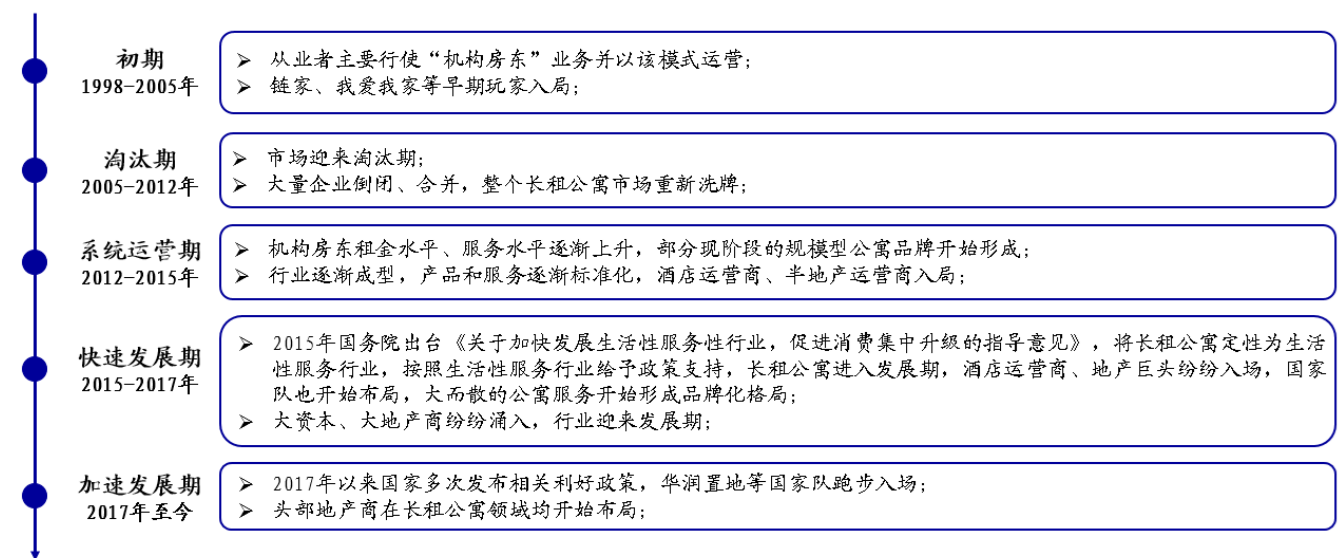 初期
1998-2005年
➢ 从业者主要行使“机构房东”业务并以该模式运营;
➢ 链家、我爱我家等早期玩家入局;
淘汰期
2005-2012年
➢ 市场迎来淘汰期;
➢ 大量企业倒闭、合并，整个长租公寓市场重新洗牌;
系统运营期
2012-2015年
➢ 机构房东租金水平、服务水平逐渐上升，部分现阶段的规模型公寓品牌开始形成;
➢ 行业逐渐成型，产品和服务逐渐标准化，酒店运营商、半地产运营商入局;
快速发展期
2015-2017年
➢ 2015年国务院出台《关于加快发展生活性服务性行业，促进消费集中升级的指导意见》，将长租公寓定性为生活
性服务行业，按照生活性服务行业给予政策支持，长租公寓进入发展期，酒店运营商、地产巨头纷纷入场，国家
队也开始布局，大而散的公寓服务开始形成品牌化格局;
➢ 大资本、大地产商纷纷涌入，行业迎来发展期;
加速发展期
2017年至今
➢ 2017年以来国家多次发布相关利好政策，华润置地等国家队跑步入场;
➢ 头部地产商在长租公寓领域均开始布局;